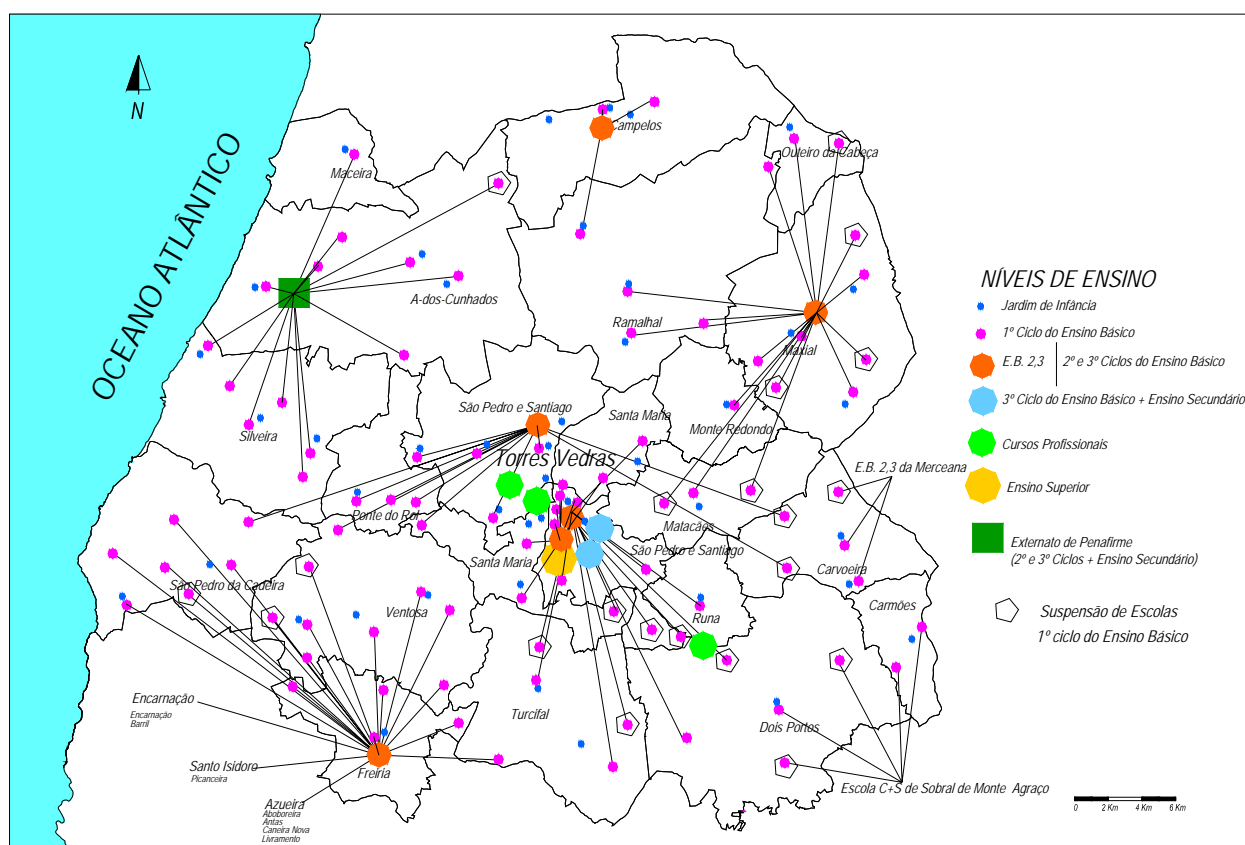 N
OCEANO ATLÂNTICO
Campelos
Outeiro da Cabeça
Maceira
A-dos-Cunhados
Ramalhal
Maxial
São Pedro e Santiago
Santa Maria
Monte Redondo
Silveira
Torres Vedras
Ponte do Rol
Matacães
E.B. 2,3 da Merceana
Santa Maria
São Pedro e Santiago
Carvoeira
São Pedro da Cadeira
Ventosa
Runa
Carmões
Encarnação
Encarnação
Barril
Turcifal
Dois Portos
Santo Isidoro
Picanceira
Freiria
Azueira
Aboboreira
Antas
Caneira Nova
Livramento
Escola C+S de Sobral de Monte Agraço
NÍVEIS DE ENSINO
Jardim de Infância
1º Ciclo do Ensino Básico
E.B. 2,3
2º e 3º Ciclos do Ensino Básico
3º Ciclo do Ensino Básico + Ensino Secundário
Cursos Profissionais
Ensino Superior
Externato de Penafirme
(2º e 3º Ciclos + Ensino Secundário)
Suspensão de Escolas
1º ciclo do Ensino Básico
0 2 Km 4 Km 6 Km